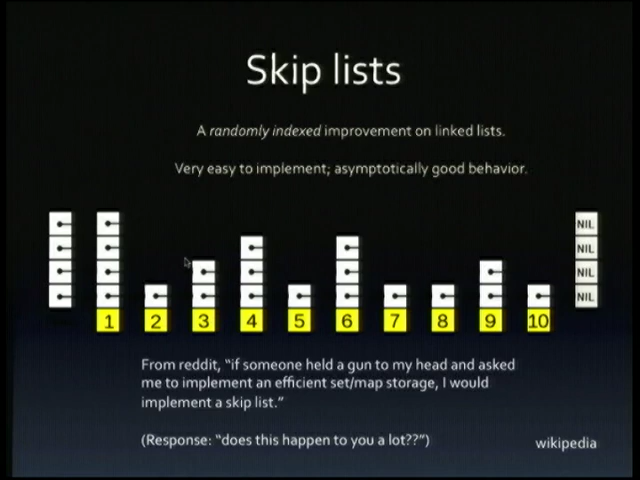 Skip lists
A randomly indexed improvement on linked lists.
Very easy to implement; asymptotically good behavior.
NIL
NIL
NIL
NIL
1 2 3 4 5 6 7 8 9 10
From reddit, “if someone held a gun to my head and asked
me to implement an efficient set/map storage, I would
implement a skip list.”
(Response: “does this happen to you a lot??”)
wikipedia